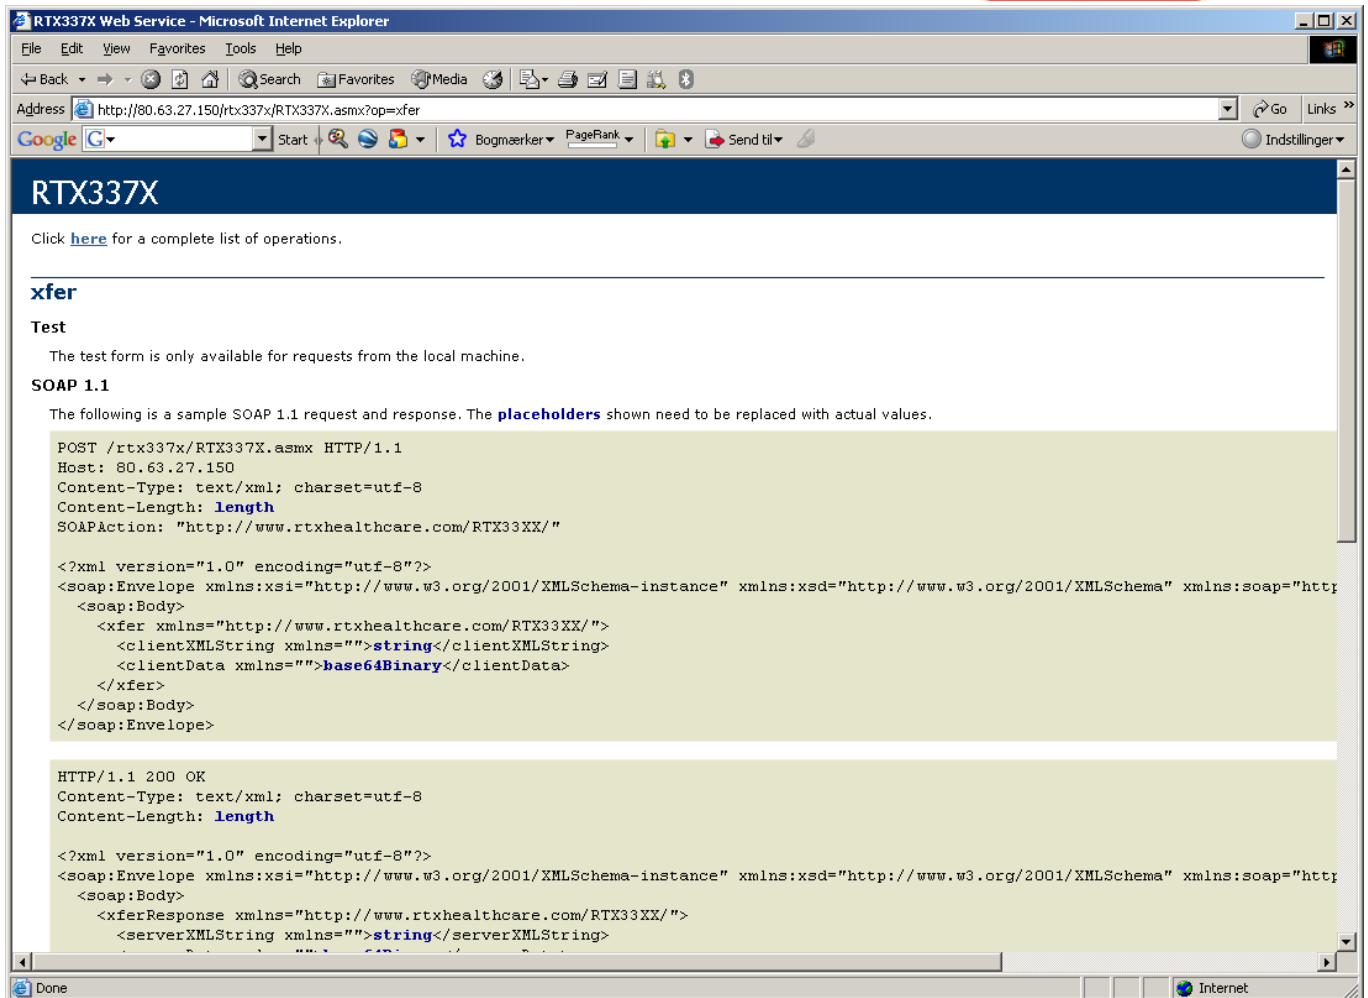 RTX337X Web Service - Microsoft Internet Explorer
File Edit View Favorites Tools Help
Back Search Favorites Media
Address http://80.63.27.150/rtx337x/RTX337X.asmx?op=xfer Go Links »
Google G Start Bogmærker PageRank Send til Indstillinger
RTX337X
Click here for a complete list of operations.
xfer
Test
The test form is only available for requests from the local machine.
SOAP 1.1
The following is a sample SOAP 1.1 request and response. The placeholders shown need to be replaced with actual values.
POST /rtx337x/RTX337X.asmx HTTP/1.1
Host: 80.63.27.150
Content-Type: text/xml; charset=utf-8
Content-Length: length
SOAPAction: "http://www.rtxhealthcare.com/RTX33XX/"
<?xml version="1.0" encoding="utf-8"?>
<soap:Envelope xmlns:xsi="http://www.w3.org/2001/XMLSchema-instance" xmlns:xsd="http://www.w3.org/2001/XMLSchema" xmlns:soap="http
<soap:Body>
<xfer xmlns="http://www.rtxhealthcare.com/RTX33XX/">
<clientXMLString xmlns="">string</clientXMLString>
<clientData xmlns="">base64Binary</clientData>
</xfer>
</soap:Body>
</soap:Envelope>
HTTP/1.1 200 OK
Content-Type: text/xml; charset=utf-8
Content-Length: length
<?xml version="1.0" encoding="utf-8"?>
<soap:Envelope xmlns:xsi="http://www.w3.org/2001/XMLSchema-instance" xmlns:xsd="http://www.w3.org/2001/XMLSchema" xmlns:soap="http
<soap:Body>
<xferResponse xmlns="http://www.rtxhealthcare.com/RTX33XX/">
<serverXMLString xmlns="">string</serverXMLString>
Done Internet